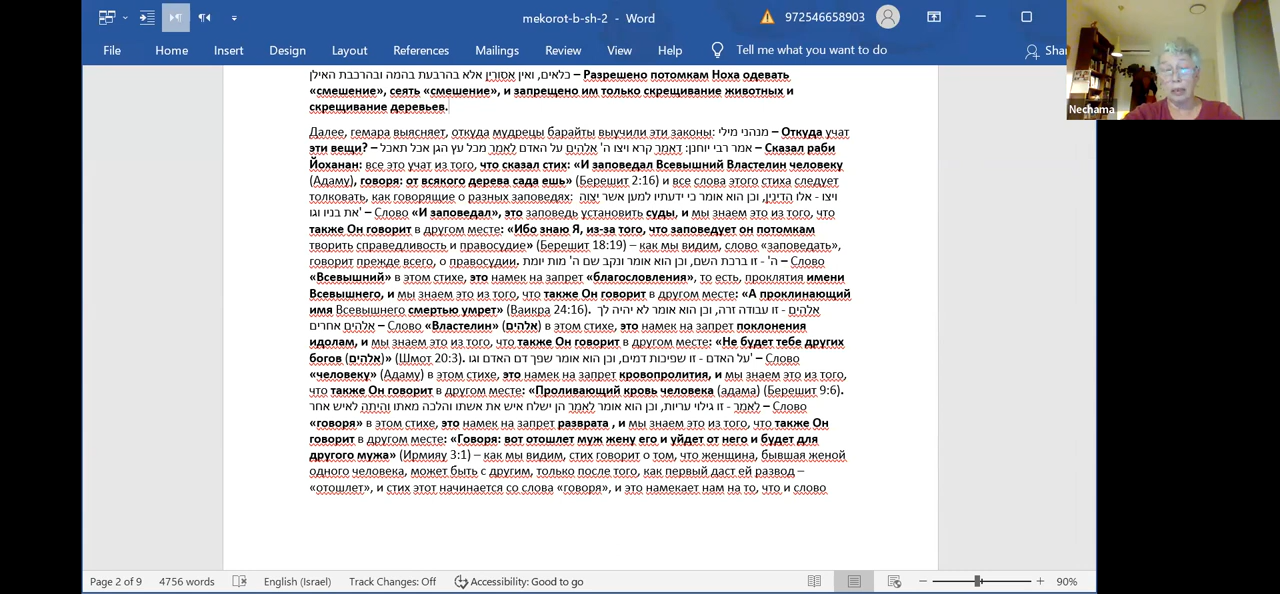 mekorot-b-sh-2 - Word
972546658903
File Home Insert Design Layout References Mailings Review View Help Tell me what you want to do Shar
Nechama
כלאים, ואין אסורין אלא בהרבעת בהמה ובהרכבת האילן – Разрешено потомкам Ноха одевать
«смешение», сеять «смешение», и запрещено им только скрещивание животных и
скрещивание деревьев.
Далее, гемара выясняет, откуда мудрецы барайты выучили эти законы: מנהני מילי – Откуда учат
эти вещи? – אמר רבי יוחנן: דאמר קרא ויצו ה' אלהים על האדם לאמר מכל עץ הגן אכל תאכל – Сказал раби
Йоханан: все это учат из того, что сказал стих: «И заповедал Всевышний Властелин человеку
(Адаму), говоря: от всякого дерева сада ешь» (Берешит 2:16) и все слова этого стиха следует
толковать, как говорящие о разных заповедях: ויצו - אלו הדינין, וכן הוא אומר כי ידעתיו למען אשר יצוה
את בניו וגו' – Слово «И заповедал», это заповедь установить суды, и мы знаем это из того, что
также Он говорит в другом месте: «Ибо знаю Я, из-за того, что заповедует он потомкам
творить справедливость и правосудие» (Берешит 18:19) – как мы видим, слово «заповедать»,
говорит прежде всего, о правосудии. ה' - זו ברכת השם, וכן הוא אומר ונקב שם ה' מות יומת – Слово
«Всевышний» в этом стихе, это намек на запрет «благословления», то есть, проклятия имени
Всевышнего, и мы знаем это из того, что также Он говорит в другом месте: «А проклинающий
имя Всевышнего смертью умрет» (Ваикра 24:16). אלהים - זו עבודה זרה, וכן הוא אומר לא יהיה לך
אלהים אחרים – Слово «Властелин» (אלהים) в этом стихе, это намек на запрет поклонения
идолам, и мы знаем это из того, что также Он говорит в другом месте: «Не будет тебе других
богов (אלהים)» (Шмот 20:3). על האדם - זו שפיכות דמים, וכן הוא אומר שפך דם האדם וגו' – Слово
«человеку» (Адаму) в этом стихе, это намек на запрет кровопролития, и мы знаем это из того,
что также Он говорит в другом месте: «Проливающий кровь человека (адама) (Берешит 9:6).
לאמר - זו גילוי עריות, וכן הוא אומר לאמר הן ישלח איש את אשתו והלכה מאתו והיתה לאיש אחר – Слово
«говоря» в этом стихе, это намек на запрет разврата , и мы знаем это из того, что также Он
говорит в другом месте: «Говоря: вот отошлет муж жену его и уйдет от него и будет для
другого мужа» (Ирмияу 3:1) – как мы видим, стих говорит о том, что женщина, бывшая женой
одного человека, может быть с другим, только после того, как первый даст ей развод –
«отошлет», и стих этот начинается со слова «говоря», и это намекает нам на то, что и слово
Page 2 of 9 4756 words English (Israel) Track Changes: Off Accessibility: Good to go 90%